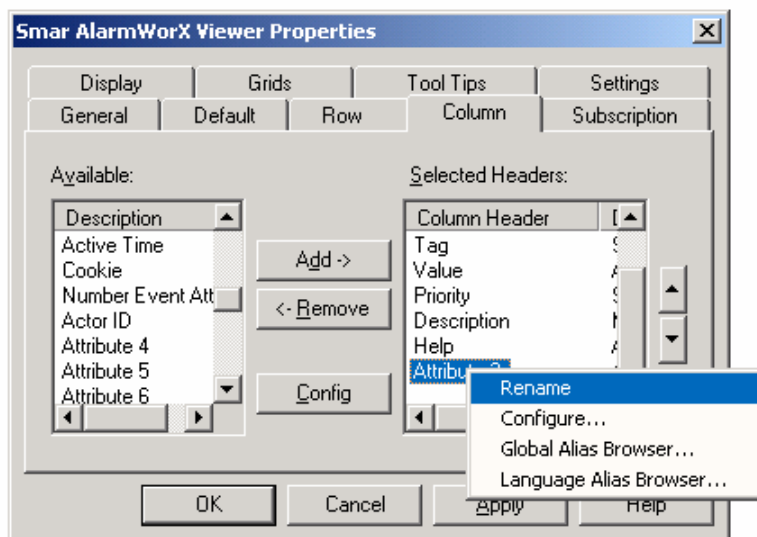 Smar AlarmWorX Viewer Properties
Display Grids Tool Tips Settings
General Default Row Column Subscription
Available:
Selected Headers:
Description
Column Header
Active Time
Cookie
Number Event Att
Actor ID
Attribute 4
Attribute 5
Attribute 6
Add ->
<- Remove
Config
Tag
Value
Priority
Description
Help
Rename
Configure...
Global Alias Browser...
Language Alias Browser...
OK Cancel Apply Help